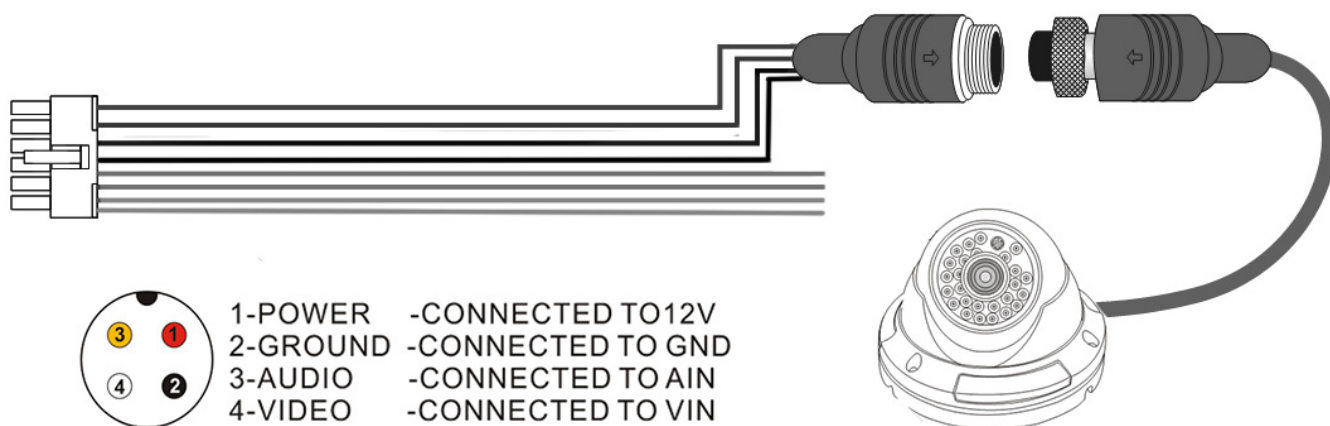 3 1
4 2
1-POWER -CONNECTED TO12V
2-GROUND -CONNECTED TO GND
3-AUDIO -CONNECTED TO AIN
4-VIDEO -CONNECTED TO VIN